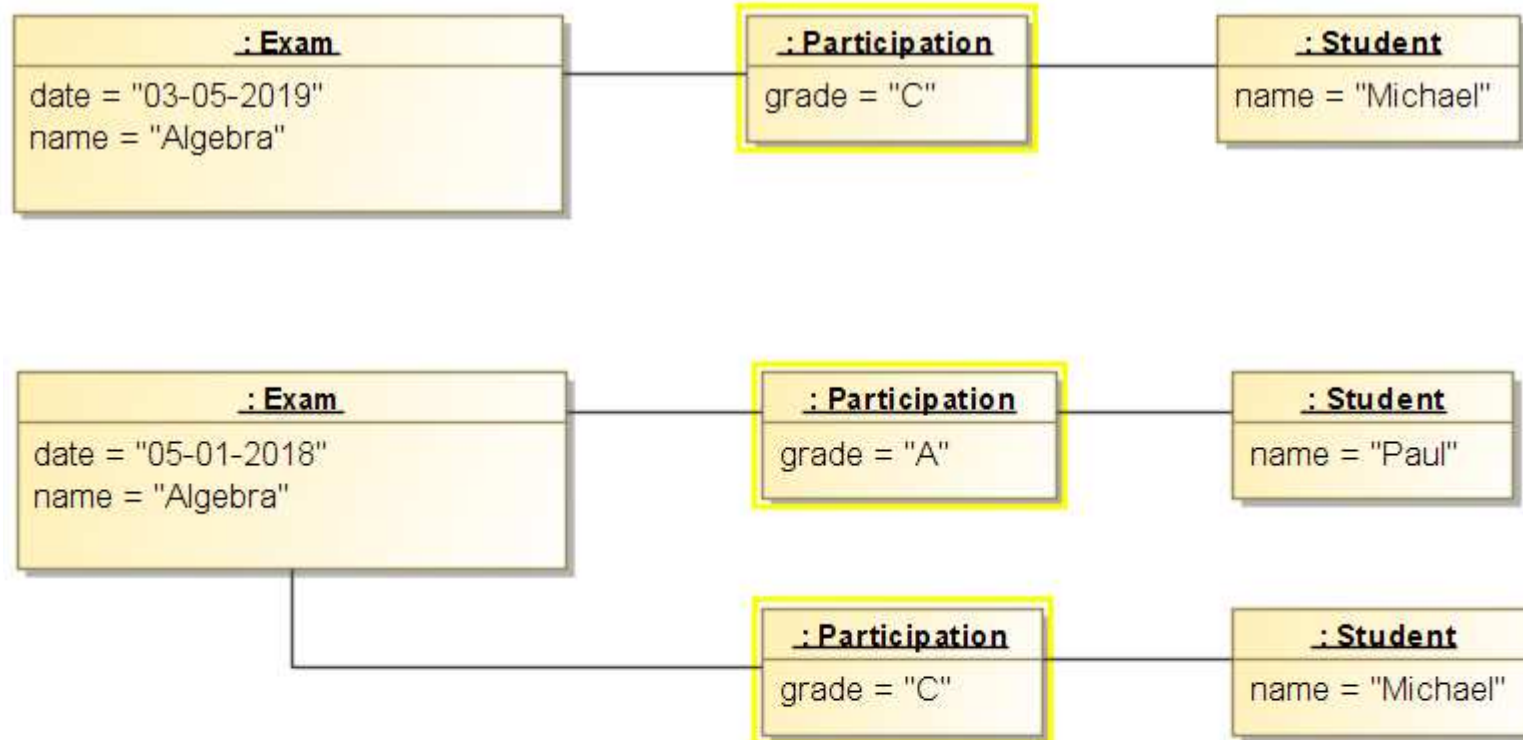 : Exam
date = "03-05-2019"
name = "Algebra"
: Participation
grade = "C"
: Student
name = "Michael"
: Exam
date = "05-01-2018"
name = "Algebra"
: Participation
grade = "A"
: Student
name = "Paul"
: Participation
grade = "C"
: Student
name = "Michael"